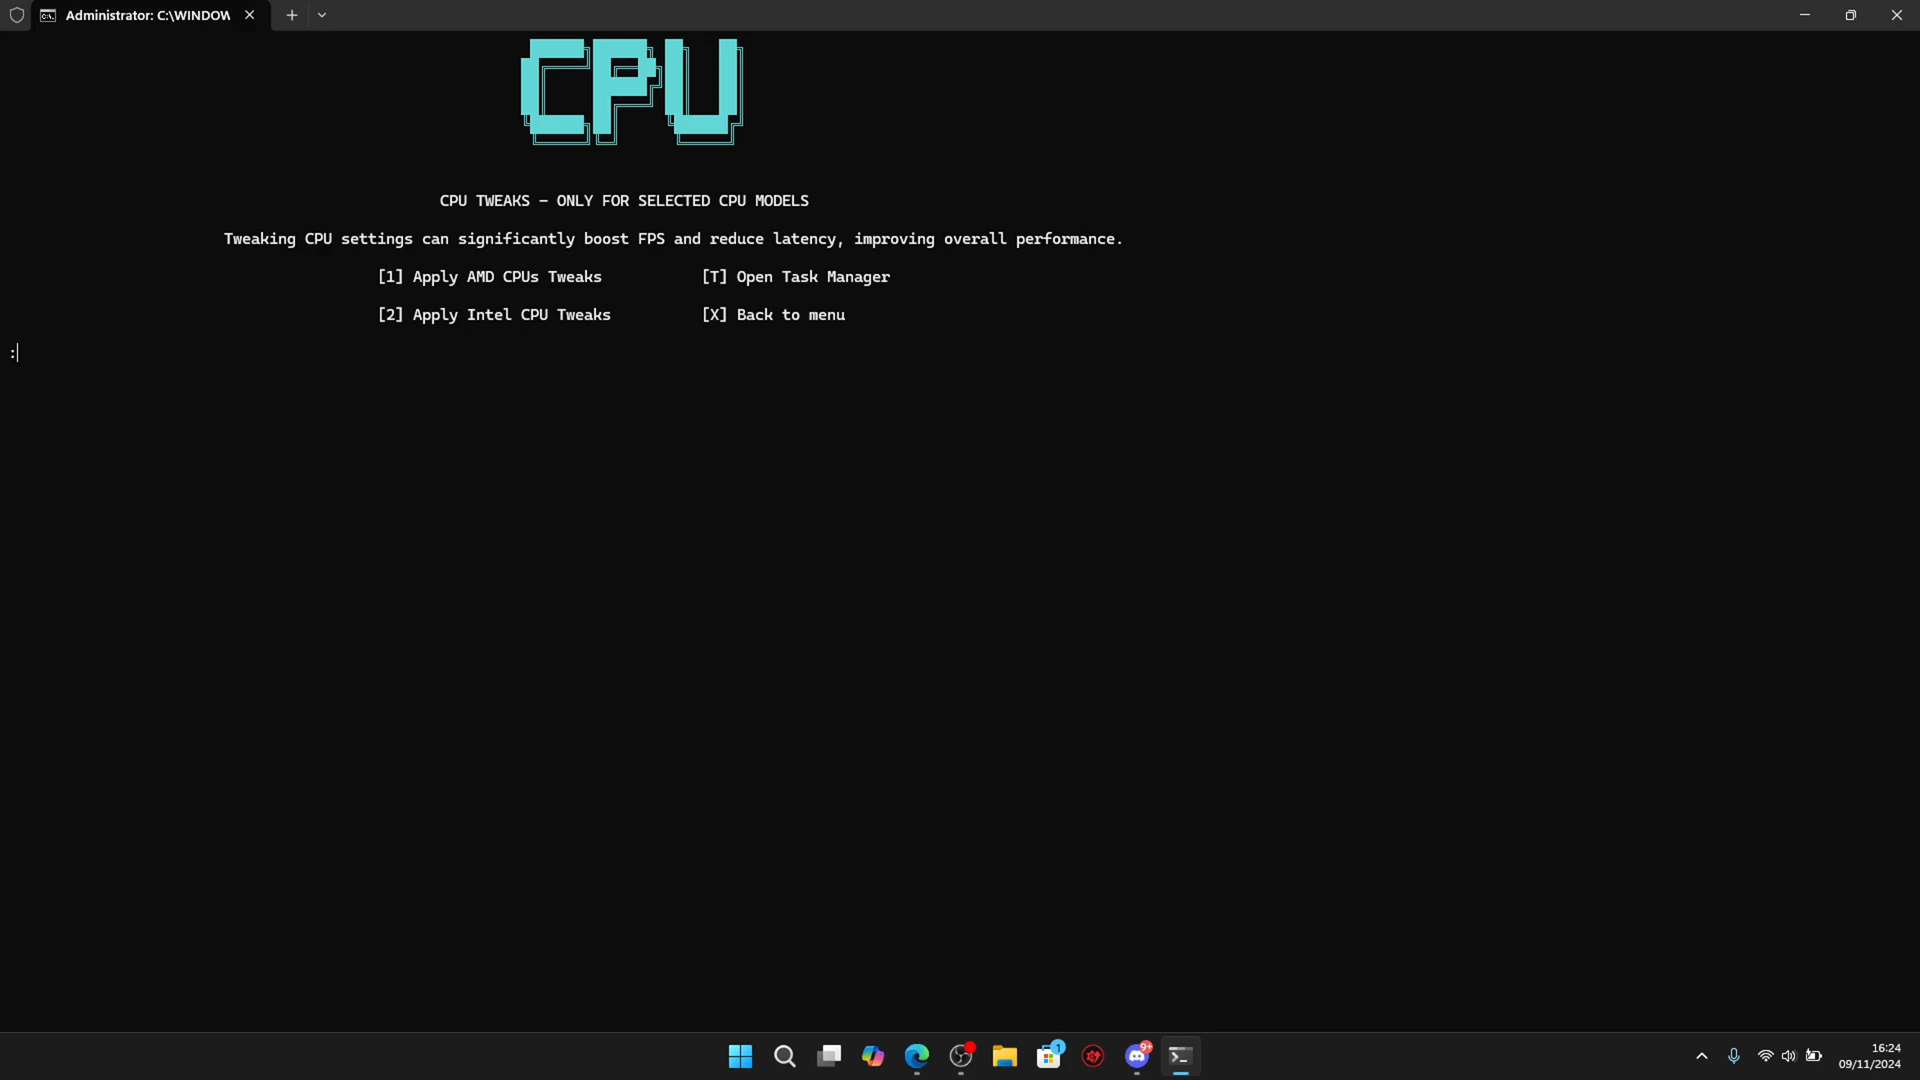 Administrator: C:\WINDOW
CPU
CPU TWEAKS - ONLY FOR SELECTED CPU MODELS
Tweaking CPU settings can significantly boost FPS and reduce latency, improving overall performance.
[1] Apply AMD CPUs Tweaks [T] Open Task Manager
[2] Apply Intel CPU Tweaks [X] Back to menu
:
1
9+
16:24
09/11/2024